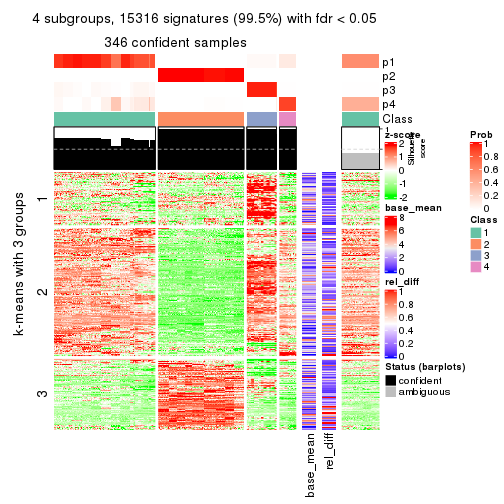 4 subgroups, 15316 signatures (99.5%) with fdr < 0.05
346 confident samples
p1
p2
p3
p4
Class
1
Silhouette
score
k-means with 3 groups
1
2
3
base_mean
rel_diff
z-score
2
1
0
-1
-2
base_mean
8
6
4
2
0
rel_diff
1
0.8
0.6
0.4
0.2
0
Status (barplots)
confident
ambiguous
Prob
1
0.8
0.6
0.4
0.2
0
Class
1
2
3
4